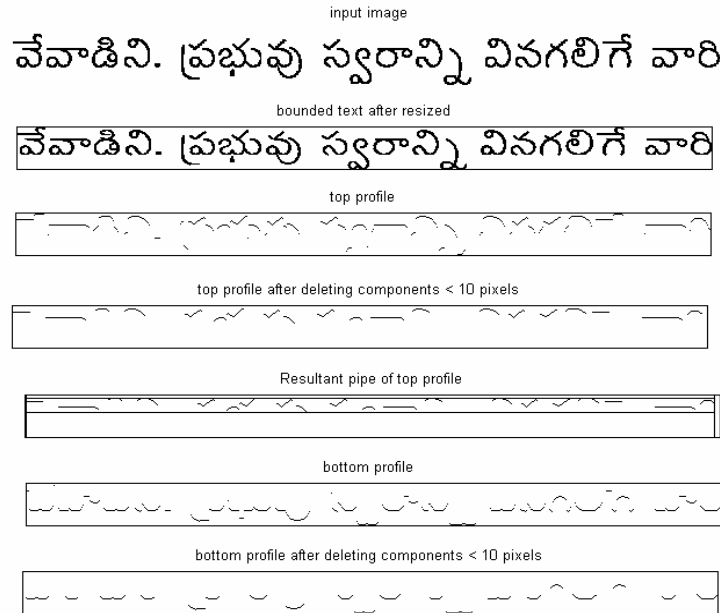 input image
వేవాడిని. ప్రభువు స్వరాన్ని వినగలిగే వారి
bounded text after resized
వేవాడిని. ప్రభువు స్వరాన్ని వినగలిగే వారి
top profile
top profile after deleting components < 10 pixels
Resultant pipe of top profile
bottom profile
bottom profile after deleting components < 10 pixels